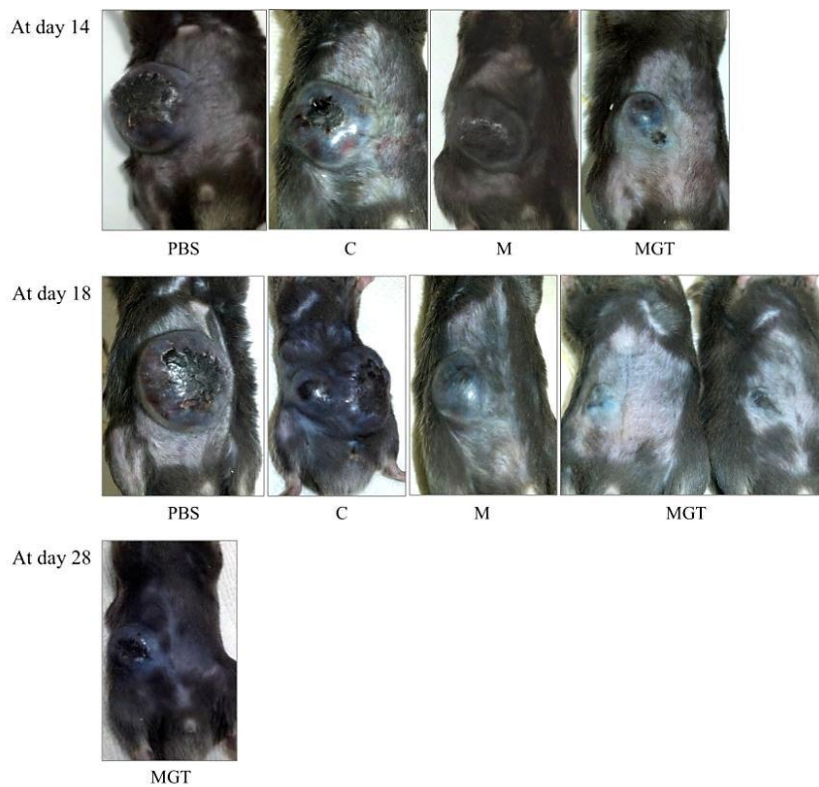 At day 14
PBS C M MGT
At day 18
PBS C M MGT
At day 28
MGT